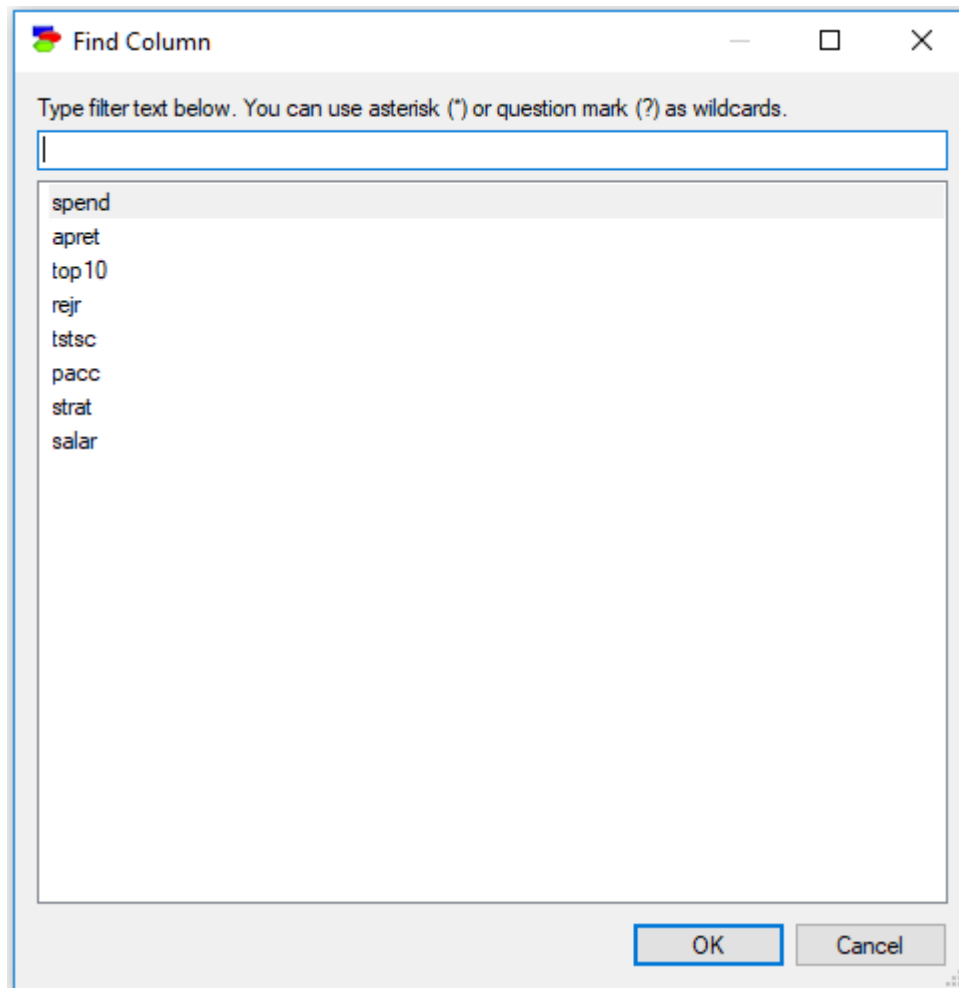 Find Column
Type filter text below. You can use asterisk (*) or question mark (?) as wildcards.
spend
apret
top10
rejr
tstsc
pacc
strat
salar
OK
Cancel